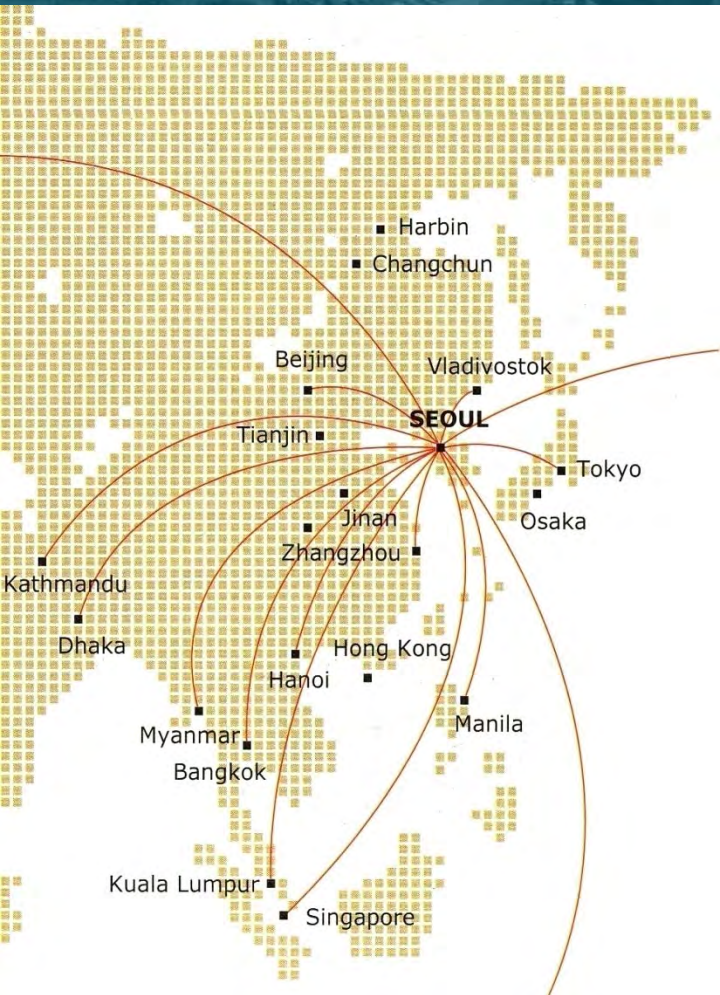 Harbin
Changchun
Beijing
Vladivostok
SEOUL
Tianjin
Tokyo
Jinan
Osaka
Zhangzhou
Kathmandu
Dhaka
Hong Kong
Hanoi
Manila
Myanmar
Bangkok
Kuala Lumpur
Singapore